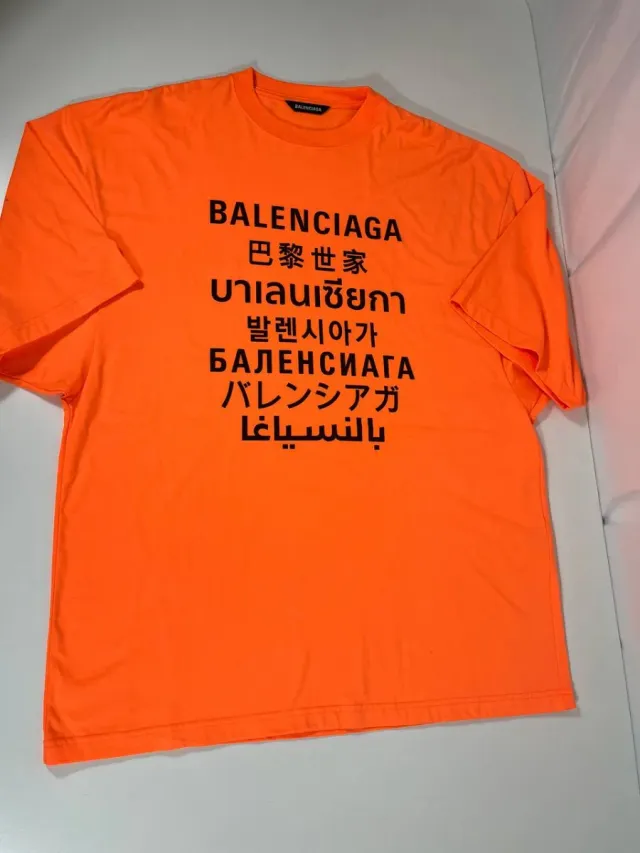 BALENCIAGA
BALENCIAGA
巴黎世家
บาเลนเซียกา
발렌시아가
БАЛЕНСИАГА
バレンシアガ
بالنسياغا